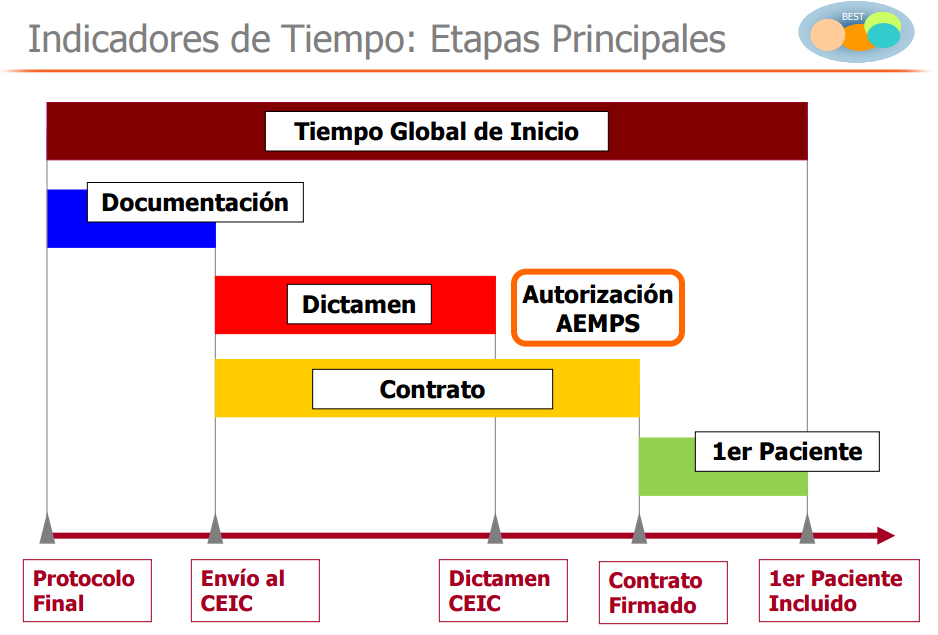 Indicadores de Tiempo: Etapas Principales
BEST
Tiempo Global de Inicio
Documentación
Dictamen
Autorización
AEMPS
Contrato
1er Paciente
Protocolo
Final
Envío al
CEIC
Dictamen
CEIC
Contrato
Firmado
1er Paciente
Incluido